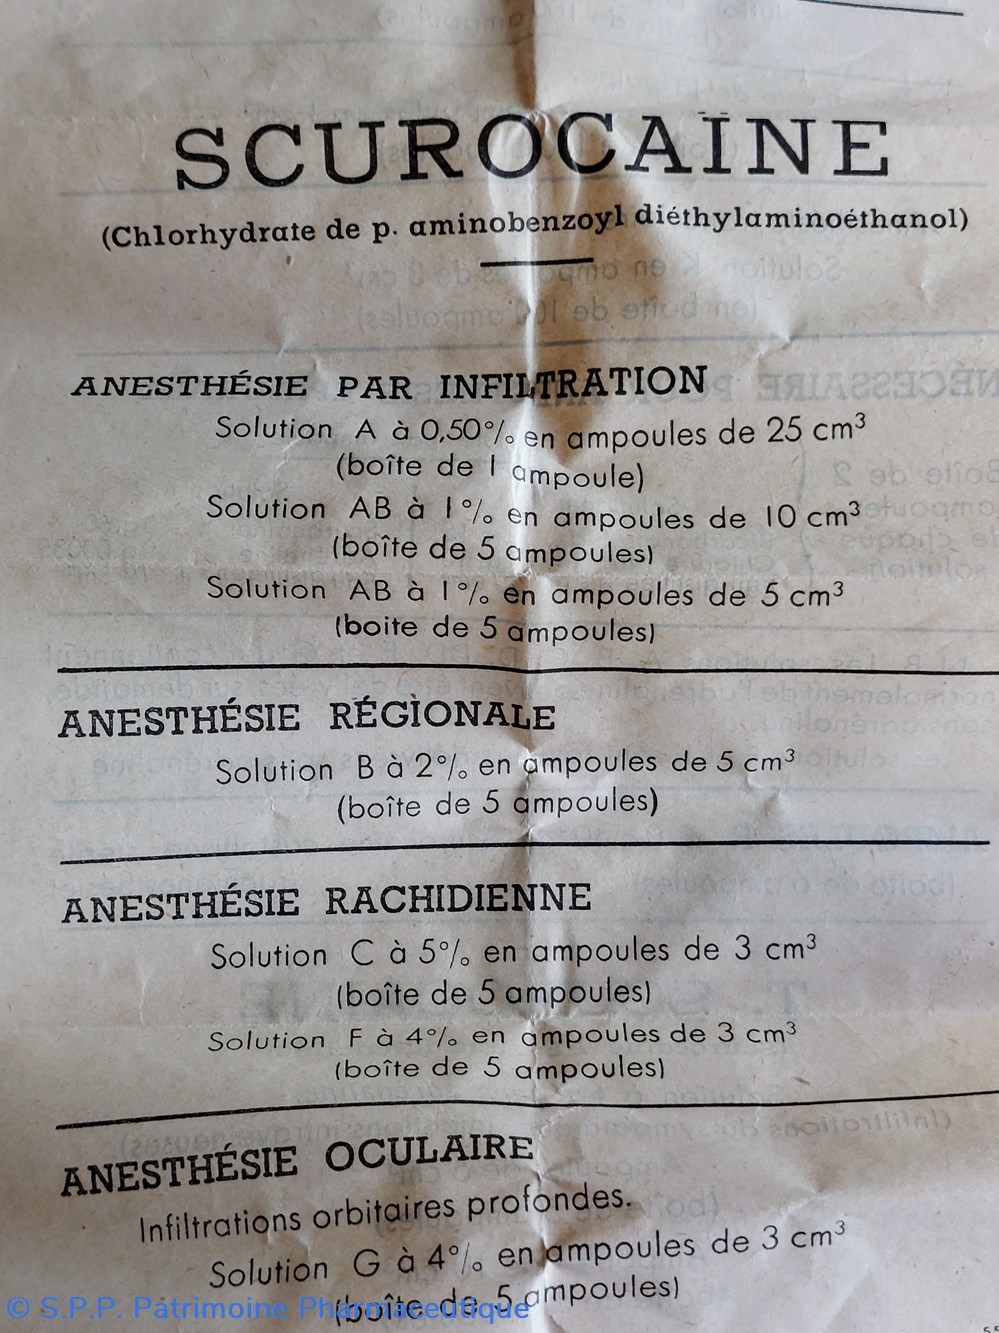 SCUROCAÏNE
(Chlorhydrate de p. aminobenzoyl diéthylaminoéthanol)
ANESTHÉSIE PAR INFILTRATION
Solution A à 0,50% en ampoules de 25 cm³
(boîte de 1 ampoule)
Solution AB à 1% en ampoules de 10 cm³
(boîte de 5 ampoules)
Solution AB à 1% en ampoules de 5 cm³
(boite de 5 ampoules)
ANESTHÉSIE RÉGIONALE
Solution B à 2% en ampoules de 5 cm³
(boîte de 5 ampoules)
ANESTHÉSIE RACHIDIENNE
Solution C à 5% en ampoules de 3 cm³
(boîte de 5 ampoules)
Solution F à 4% en ampoules de 3 cm³
(boîte de 5 ampoules)
ANESTHÉSIE OCULAIRE
Infiltrations orbitaires profondes.
Solution G à 4% en ampoules de 3 cm³
(boîte de 5 ampoules)
© S.P.P. Patrimoine Pharmaceutique